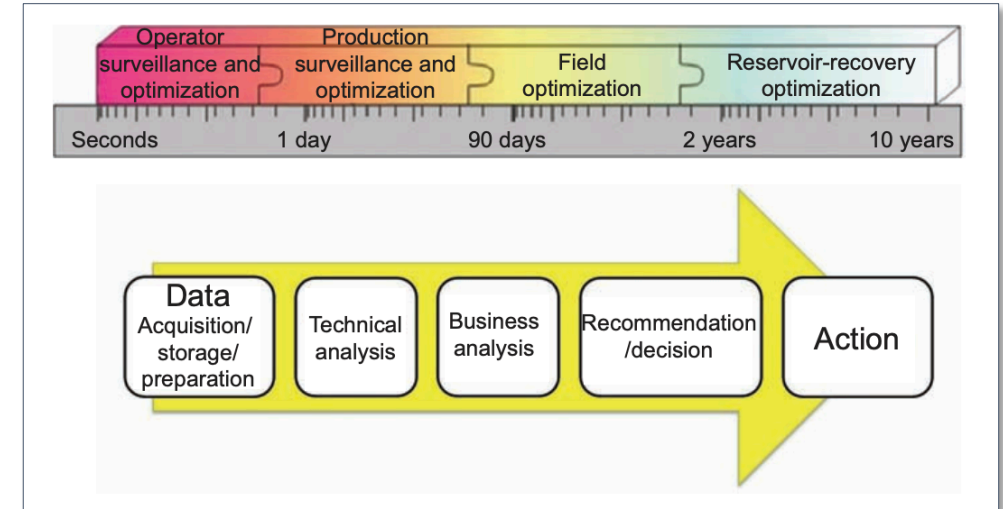 Operator
surveillance and
optimization
Production
surveillance and
optimization
Field
optimization
Reservoir-recovery
optimization
Seconds
1 day
90 days
2 years
10 years
Data
Acquisition/
storage/
preparation
Technical
analysis
Business
analysis
Recommendation
/decision
Action